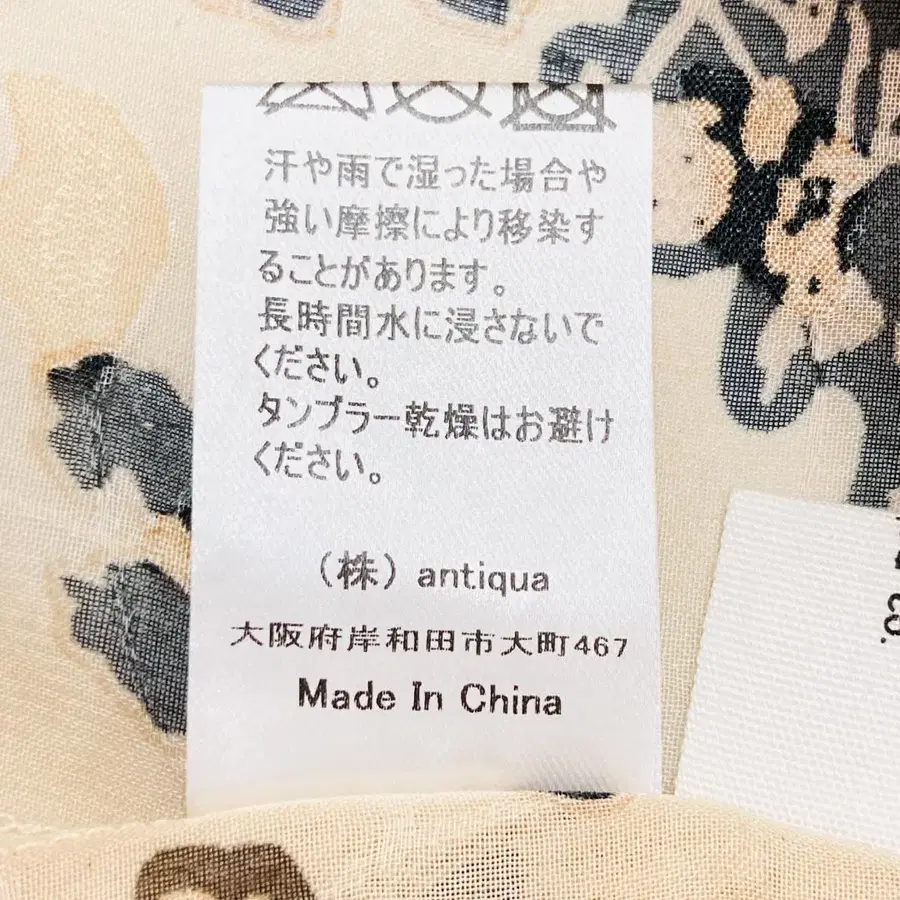 汗や雨で湿った場合や
強い摩擦により移染す
ることがあります。
長時間水に浸さないで
ください。
タンブラー乾燥はお避け
ください。
（株）antiqua
大阪府岸和田市大町467
Made In China